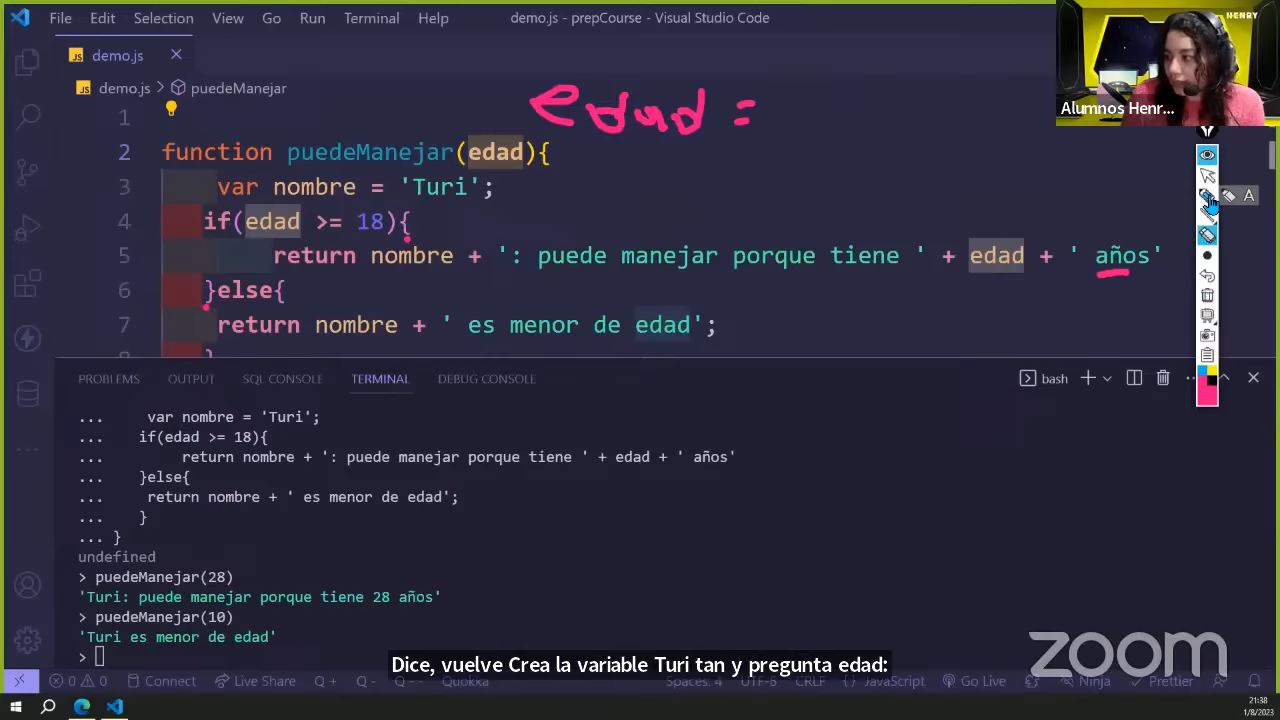 File Edit Selection View Go Run Terminal Help demo.js - prepCourse - Visual Studio Code
HENRY
JS demo.js
JS demo.js > puedeManejar
edad =
Alumnos Henr...
1
2 function puedeManejar(edad){
3 var nombre = 'Turi';
4 if(edad >= 18){
5 return nombre + ': puede manejar porque tiene ' + edad + ' años'
6 }else{
7 return nombre + ' es menor de edad';
}
A
PROBLEMS OUTPUT SQL CONSOLE TERMINAL DEBUG CONSOLE bash
... var nombre = 'Turi';
... if(edad >= 18){
... return nombre + ': puede manejar porque tiene ' + edad + ' años'
... }else{
... return nombre + ' es menor de edad';
... }
... }
undefined
> puedeManejar(28)
'Turi: puede manejar porque tiene 28 años'
> puedeManejar(10)
'Turi es menor de edad'
>
zoom
Dice, vuelve Crea la variable Turi tan y pregunta edad:
0 0 Connect Live Share Q + Q - Q -- Quokka Spaces: 4 UTF-8 CRLF JavaScript Go Live Ninja Prettier
21:38
1/8/2023